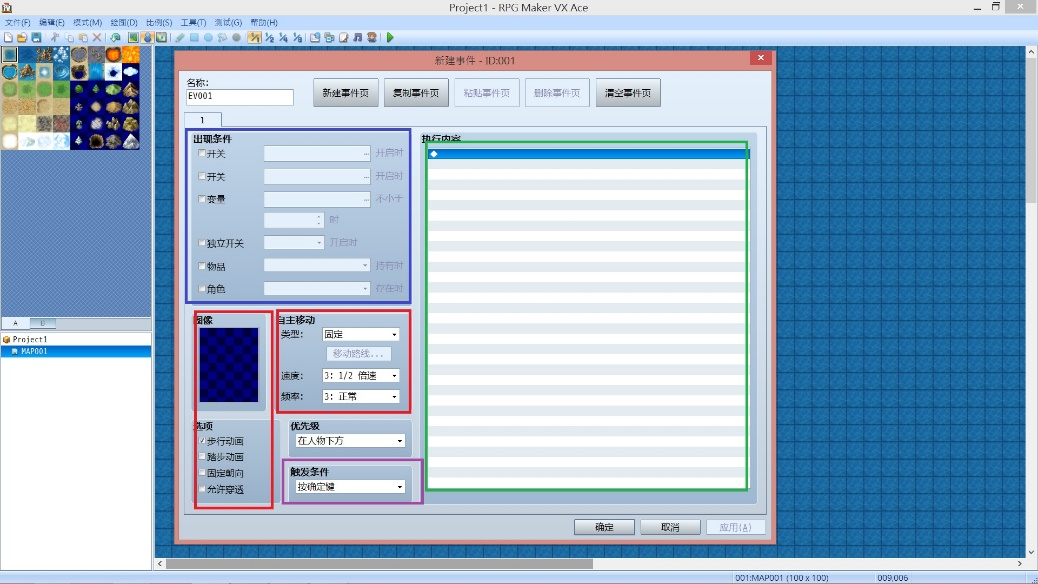 Project1 - RPG Maker VX Ace
文件(F) 编辑(E) 模式(M) 绘图(D) 比例(S) 工具(T) 测试(G) 帮助(H)
新建事件 - ID:001
名称:
EV001
新建事件页 复制事件页 粘贴事件页 删除事件页 清空事件页
1
出现条件
执行内容
开关 开启时
开关 开启时
变量 不小于
时
独立开关 开启时
物品 持有时
角色 存在时
图像
自主移动
类型: 固定
移动路线...
速度: 3: 1/2 倍速
频率: 3: 正常
选项
步行动画
踏步动画
固定朝向
允许穿透
优先级
在人物下方
触发条件
按确定键
确定 取消 应用(A)
A B
Project1
MAP001
001:MAP001 (100 x 100) 009,006